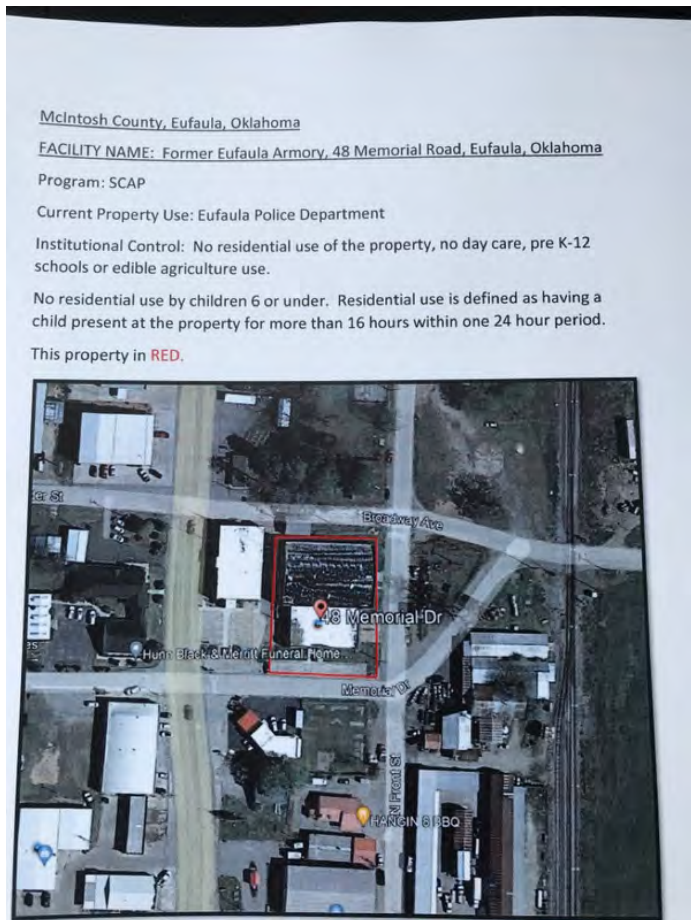 McIntosh County, Eufaula, Oklahoma
FACILITY NAME: Former Eufaula Armory, 48 Memorial Road, Eufaula, Oklahoma
Program: SCAP
Current Property Use: Eufaula Police Department
Institutional Control: No residential use of the property, no day care, pre K-12
schools or edible agriculture use.
No residential use by children 6 or under. Residential use is defined as having a
child present at the property for more than 16 hours within one 24 hour period.
This property in RED.
er St
Broadway Ave
48 Memorial Dr
es
Hunn Black & Merritt Funeral Home...
Memorial Dr
N Front St
HANGIN 8 BBQ